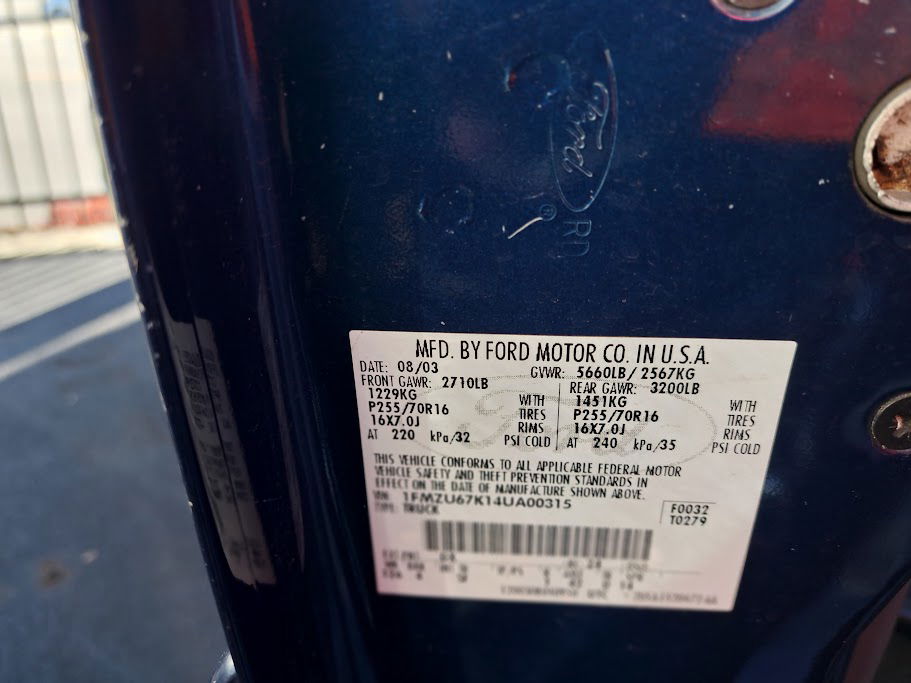 Ford
® RD
MFD. BY FORD MOTOR CO. IN U.S.A.
DATE: 08/03 GVWR: 5660LB/ 2567KG
FRONT GAWR: 2710LB REAR GAWR: 3200LB
1229KG WITH 1451KG WITH
P255/70R16 TIRES P255/70R16 TIRES
16X7.0J RIMS 16X7.0J RIMS
AT 220 kPa/32 PSI COLD AT 240 kPa/35 PSI COLD
THIS VEHICLE CONFORMS TO ALL APPLICABLE FEDERAL MOTOR
VEHICLE SAFETY AND THEFT PREVENTION STANDARDS IN
EFFECT ON THE DATE OF MANUFACTURE SHOWN ABOVE.
VIN: 1FMZU67K14UA00315 F0032
TYPE: TRUCK T0279